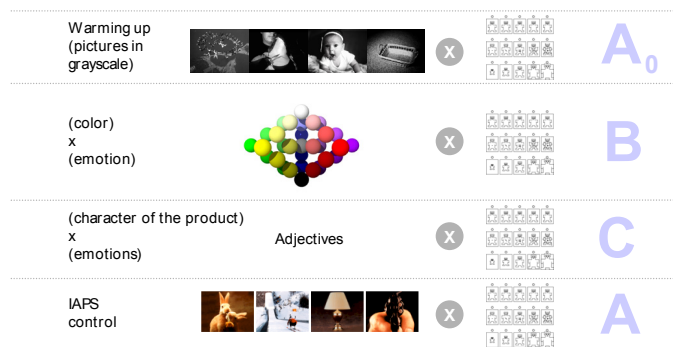 Warming up
(pictures in
grayscale)
X
A0
(color)
x
(emotion)
X
B
(character of the product)
x
(emotions)
Adjectives
X
C
IAPS
control
X
A